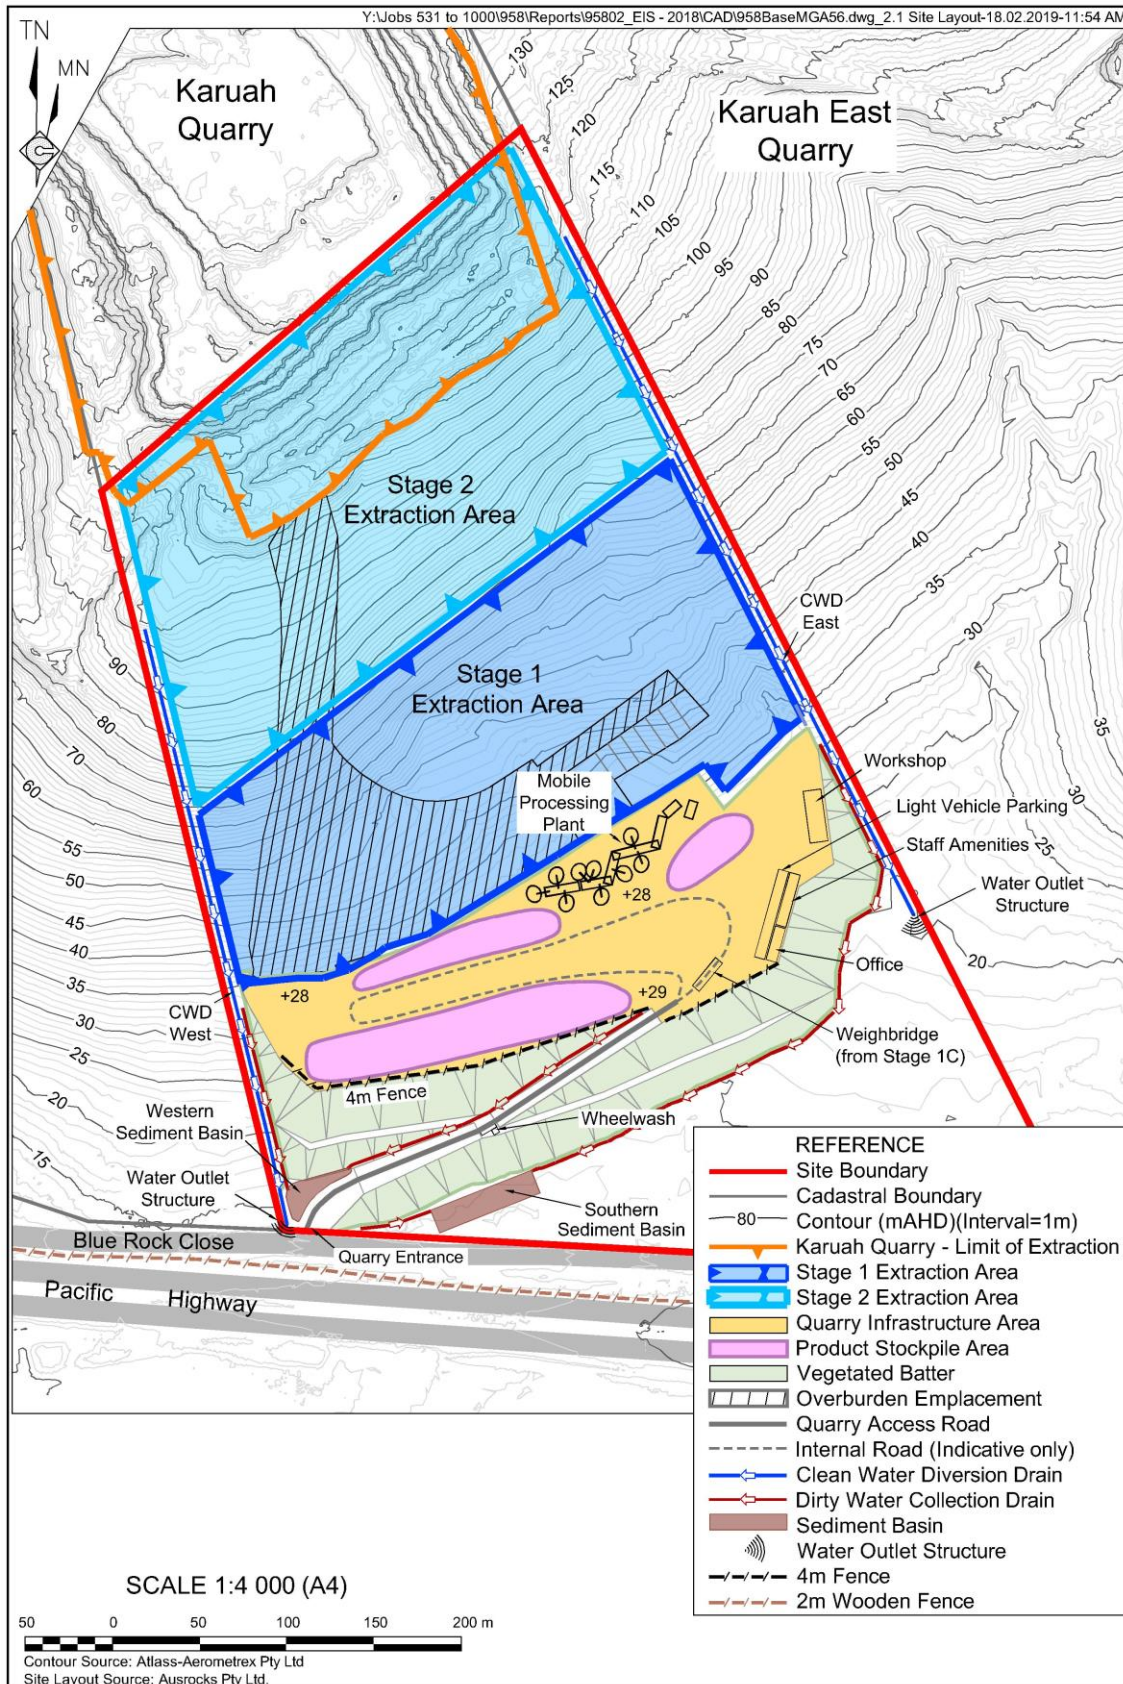 Y:\Jobs 531 to 1000\958\Reports\95802_EIS - 2018\CAD\958BaseMGA56.dwg_2.1 Site Layout-18.02.2019-11:54 AM
TN
MN
Karuah
Quarry
Karuah East
Quarry
130
125
120
115
110
105
100
95
90
85
80
75
70
65
60
55
50
45
40
35
30
35
30
25
20
Stage 2
Extraction Area
Stage 1
Extraction Area
CWD
East
90
80
70
60
55
50
45
40
35
30
25
20
15
Mobile
Processing
Plant
Workshop
Light Vehicle Parking
Staff Amenities
Water Outlet
Structure
Office
Weighbridge
(from Stage 1C)
+28
+28
+29
CWD
West
4m Fence
Western
Sediment Basin
Wheelwash
Water Outlet
Structure
Southern
Sediment Basin
Blue Rock Close
Quarry Entrance
Pacific Highway
REFERENCE
Site Boundary
Cadastral Boundary
80 Contour (mAHD)(Interval=1m)
Karuah Quarry - Limit of Extraction
Stage 1 Extraction Area
Stage 2 Extraction Area
Quarry Infrastructure Area
Product Stockpile Area
Vegetated Batter
Overburden Emplacement
Quarry Access Road
Internal Road (Indicative only)
Clean Water Diversion Drain
Dirty Water Collection Drain
Sediment Basin
Water Outlet Structure
4m Fence
2m Wooden Fence
SCALE 1:4 000 (A4)
50 0 50 100 150 200 m
Contour Source: Atlass-Aerometrex Pty Ltd
Site Layout Source: Ausrocks Pty Ltd.